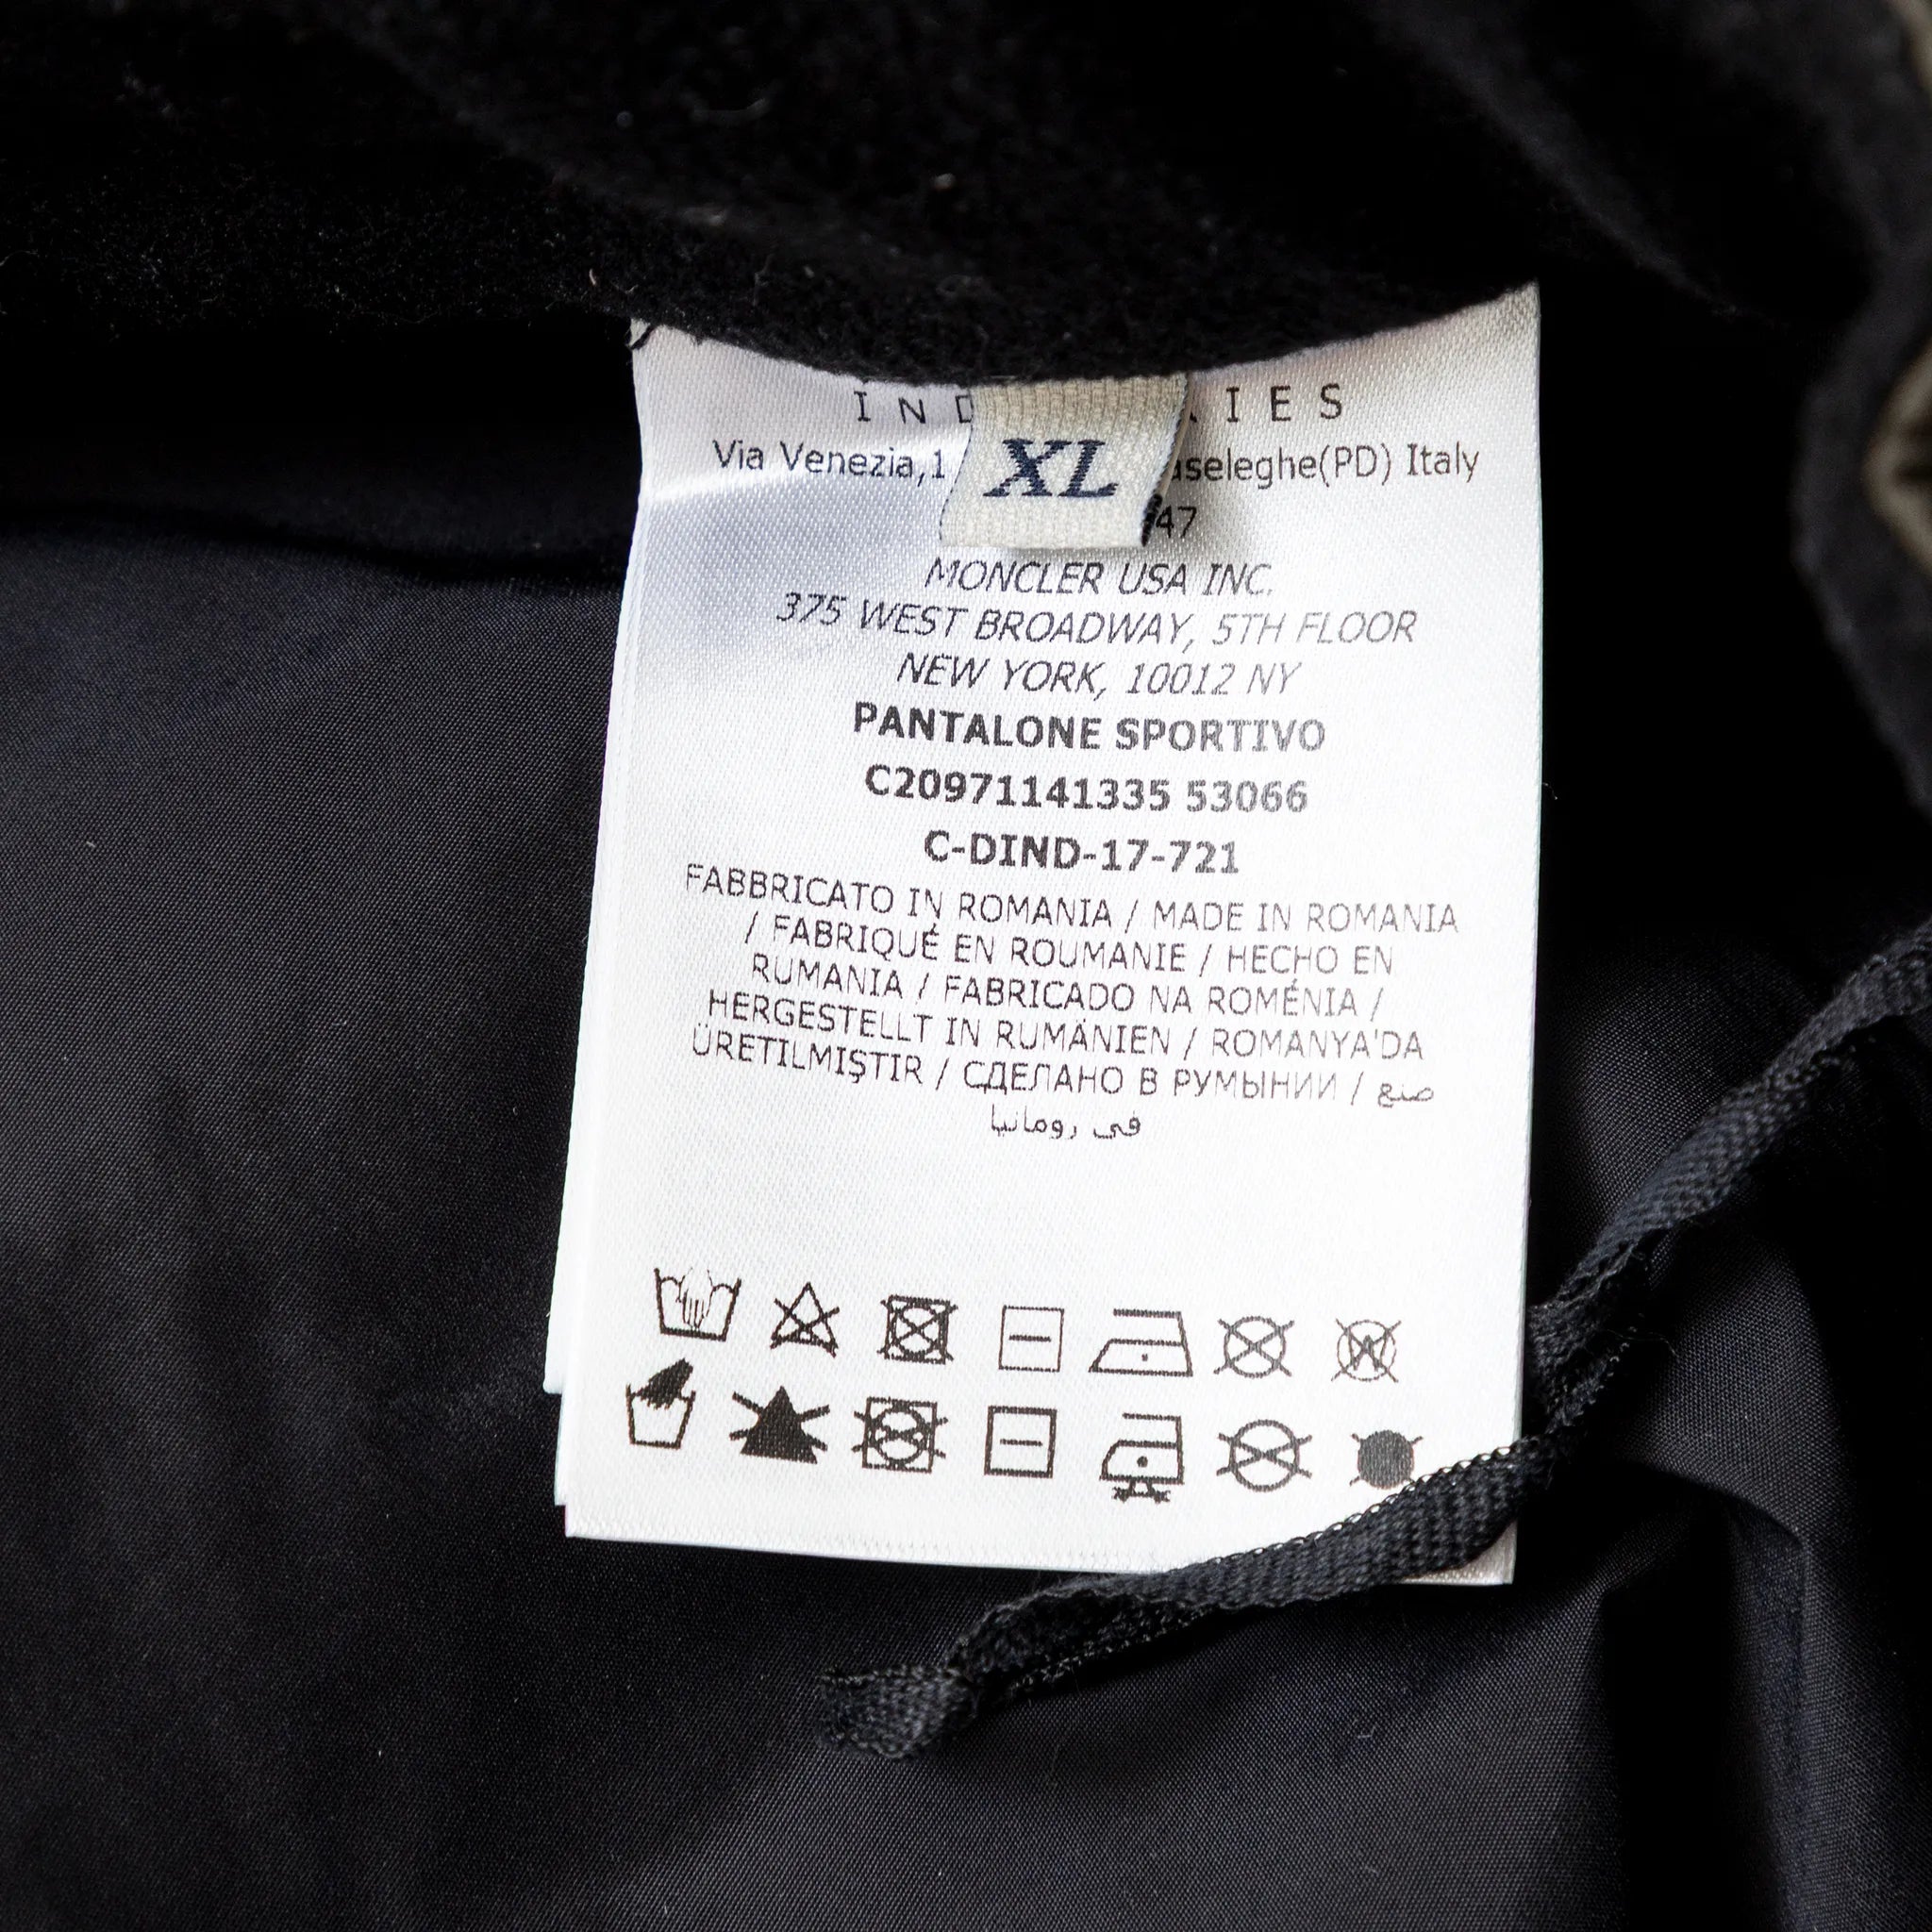 IND
IES
Via Venezia,1
XL
Italy
47
MONCLER USA INC.
375 WEST BROADWAY, 5TH FLOOR
NEW YORK, 10012 NY
PANTALONE SPORTIVO
C20971141335 53066
C-DIND-17-721
FABBRICATO IN ROMANIA / MADE IN ROMANIA
/ FABRIQUÉ EN ROUMANIE / HECHO EN
RUMANIA / FABRICADO NA ROMÉNIA /
HERGESTELLT IN RUMÄNIEN / ROMANYA'DA
ÜRETILMIŞTIR / СДЕЛАНО В РУМЫНИИ / صنع
في رومانيا